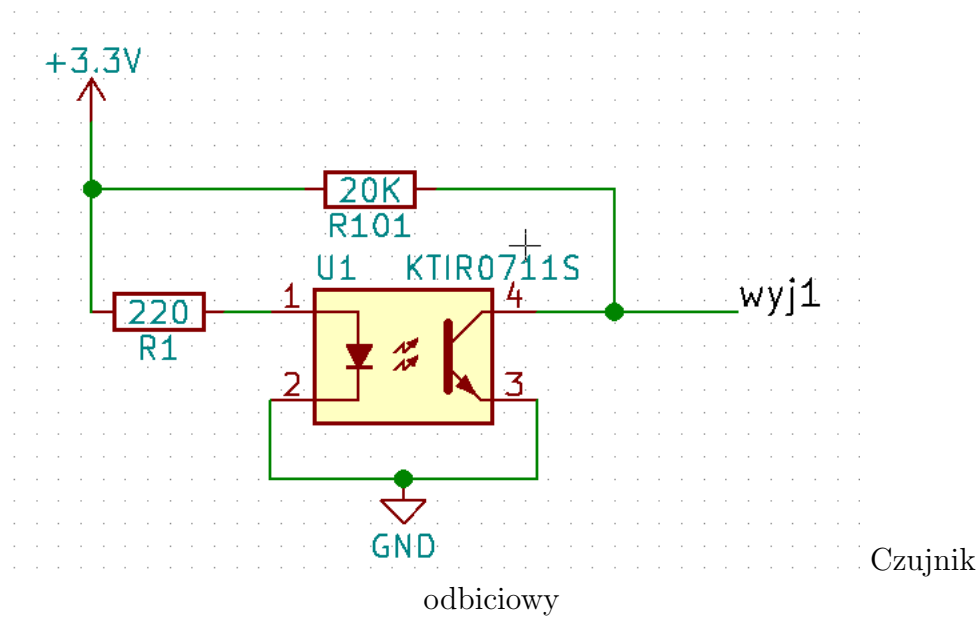 +3.3V
20K
R101
U1 KTIR0711S
1 4 wyj1
220
R1
2 3
GND
Czujnik
odbiciowy